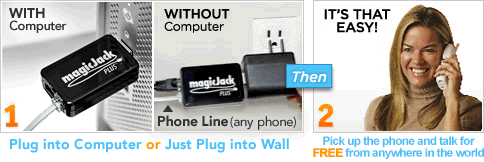 WITH
Computer
magicJack
PLUS
1
WITHOUT
Computer
magicJack
PLUS
Phone Line (any phone)
Plug into Computer or Just Plug into Wall
Then
IT'S THAT
EASY!
2
Pick up the phone and talk for
FREE from anywhere in the world